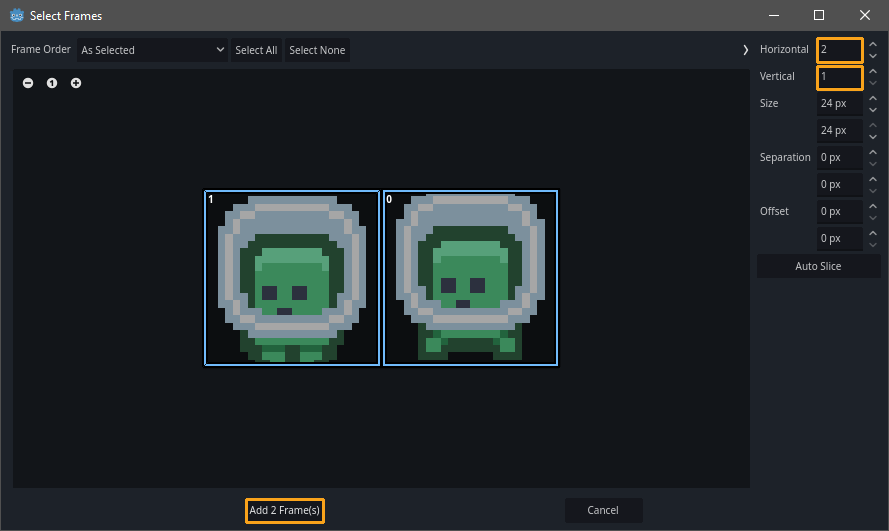 Select Frames
Frame Order As Selected Select All Select None
Horizontal 2
Vertical 1
Size 24 px
24 px
Separation 0 px
0 px
Offset 0 px
0 px
Auto Slice
1
1 0
Add 2 Frame(s) Cancel